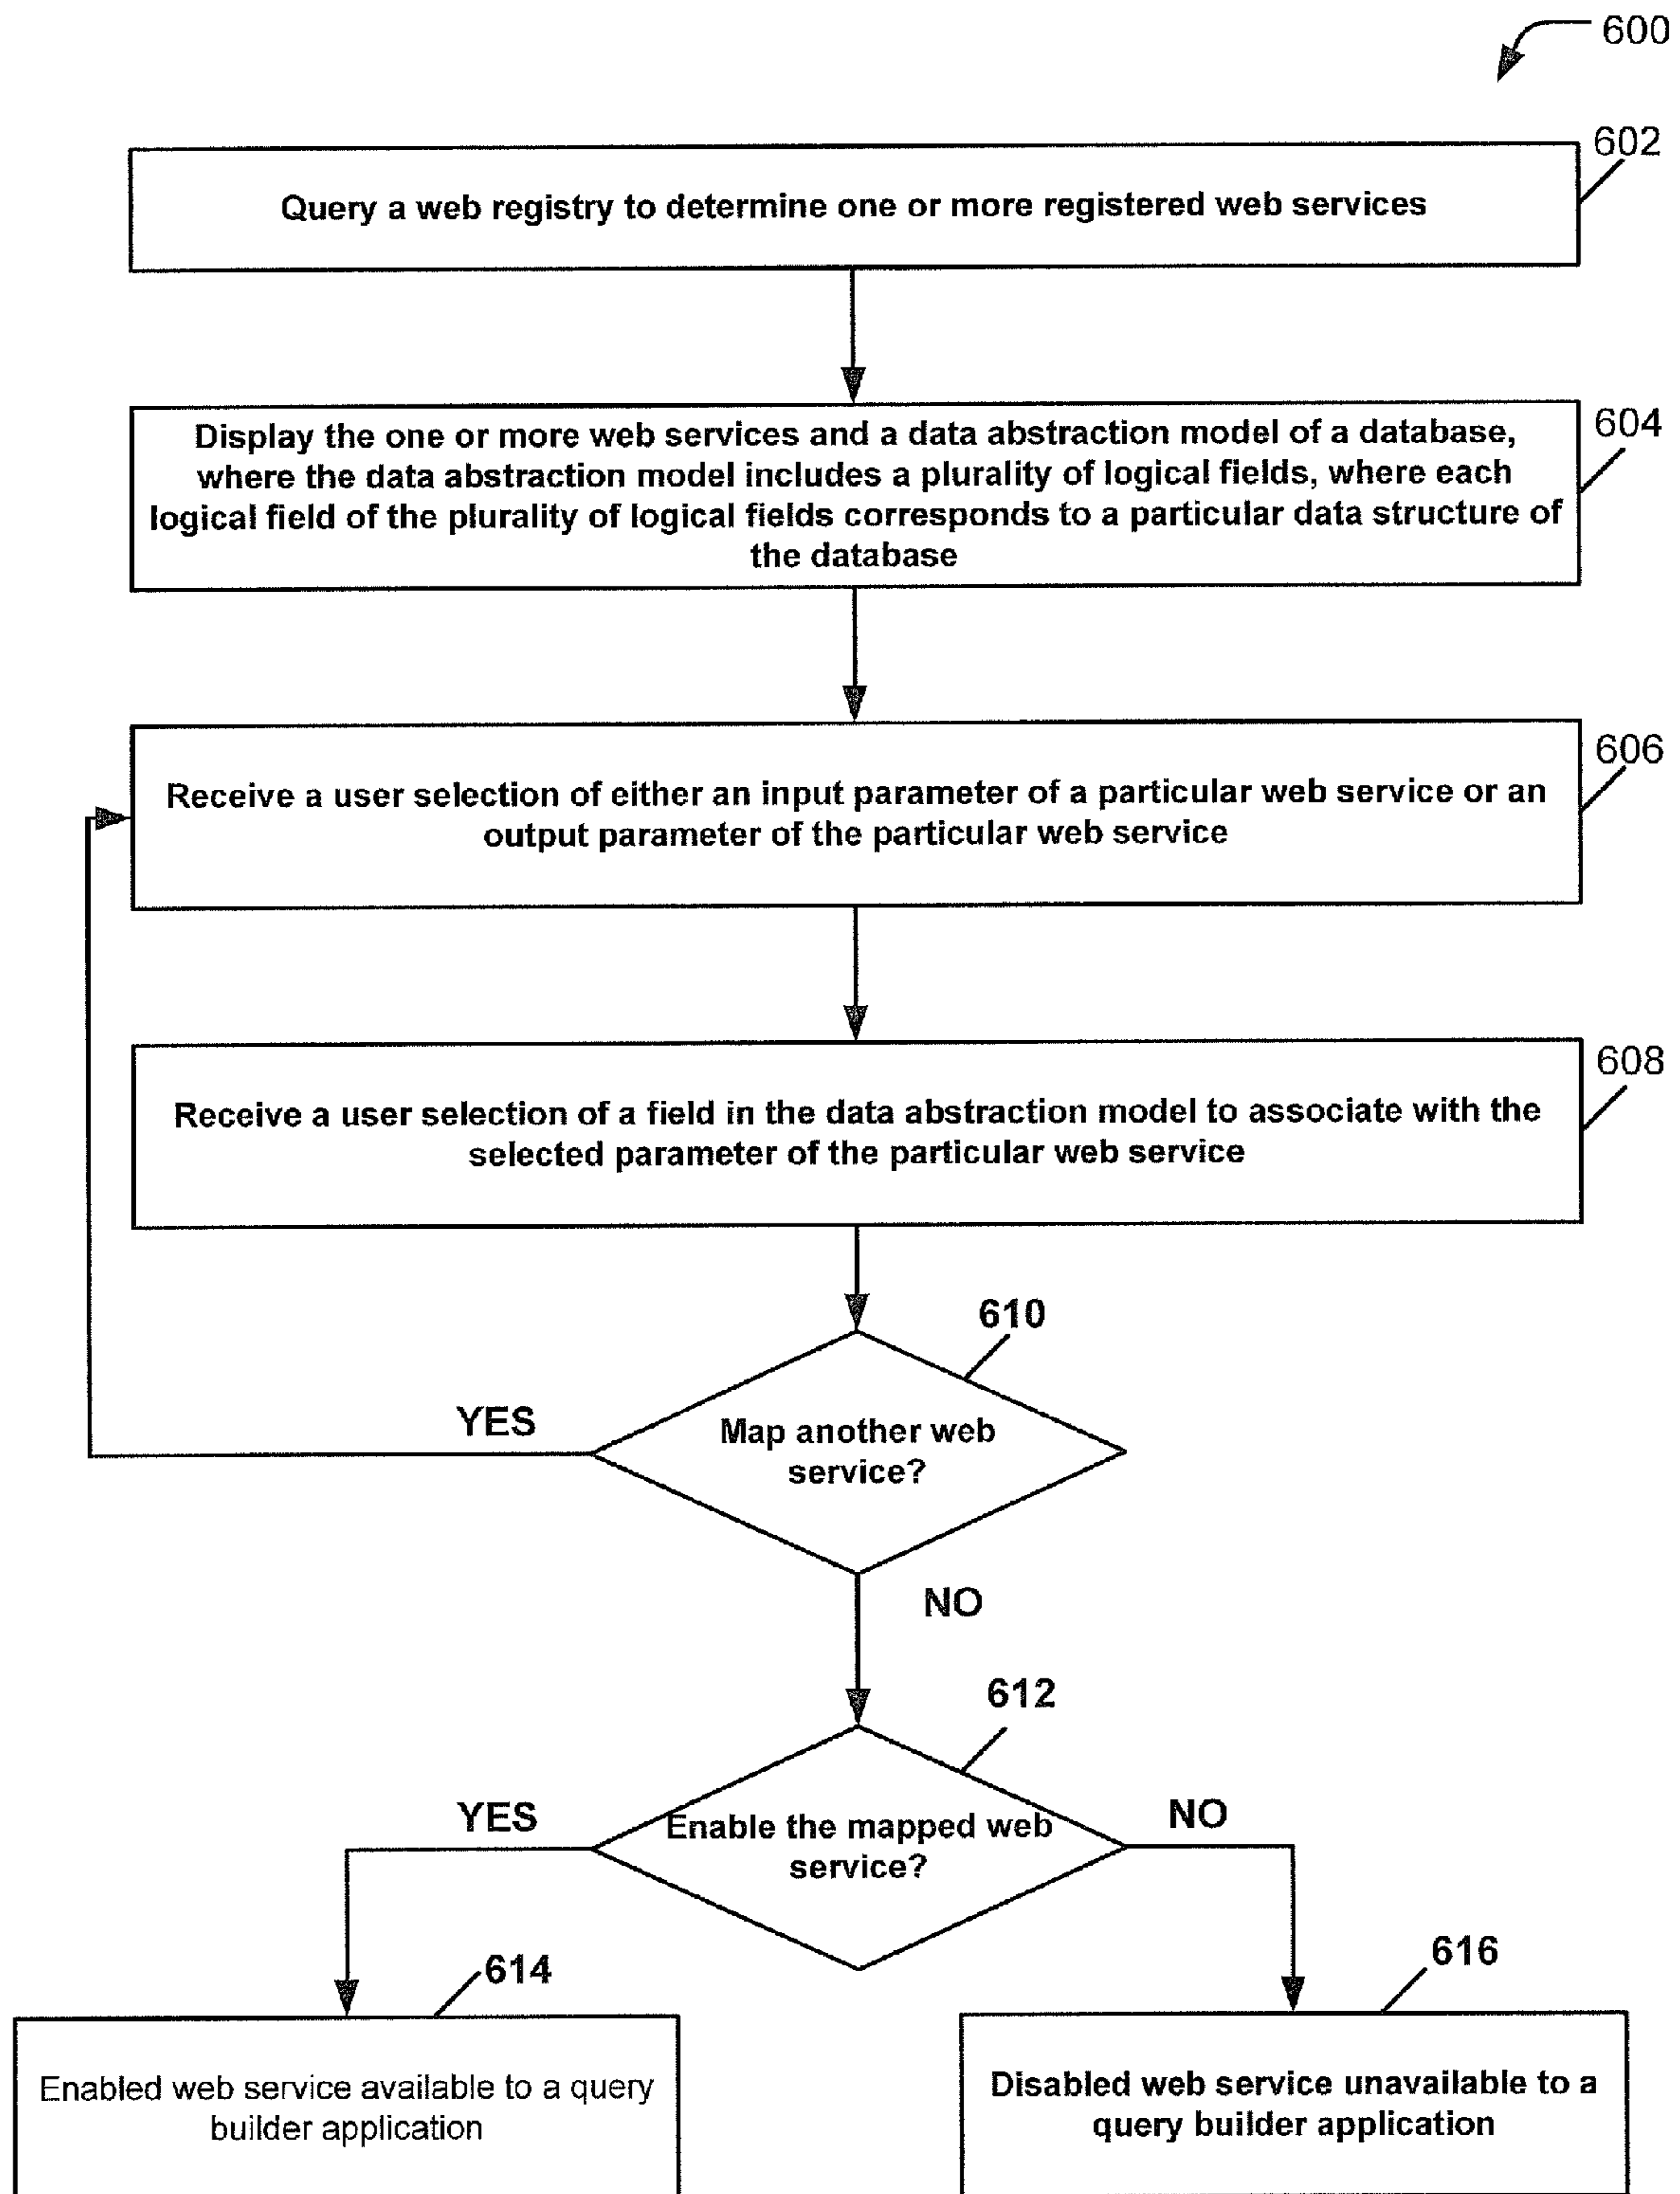 600
602
Query a web registry to determine one or more registered web services
604
Display the one or more web services and a data abstraction model of a database,
where the data abstraction model includes a plurality of logical fields, where each
logical field of the plurality of logical fields corresponds to a particular data structure of
the database
606
Receive a user selection of either an input parameter of a particular web service or an
output parameter of the particular web service
608
Receive a user selection of a field in the data abstraction model to associate with the
selected parameter of the particular web service
610
YES
Map another web
service?
NO
612
YES
Enable the mapped web
service?
NO
614
616
Enabled web service available to a query
builder application
Disabled web service unavailable to a
query builder application